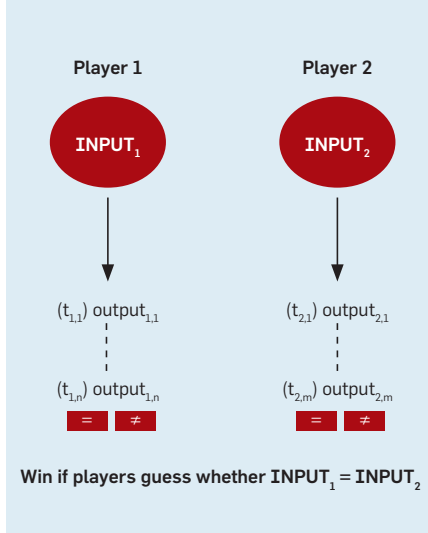 Player 1 Player 2
INPUT₁ INPUT₂
(t₁,₁) output₁,₁ (t₂,₁) output₂,₁
(t₁,ₙ) output₁,ₙ (t₂,ₘ) output₂,ₘ
= ≠ = ≠
Win if players guess whether INPUT₁ = INPUT₂